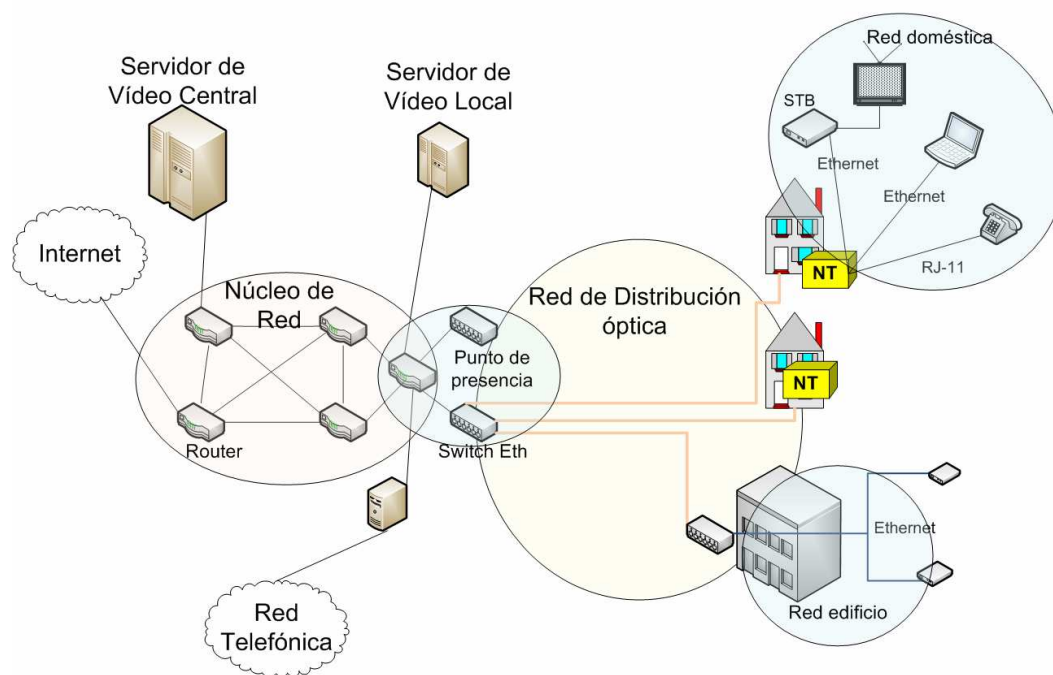 Servidor de
Vídeo Central
Servidor de
Vídeo Local
Red doméstica
STB
Ethernet
Ethernet
RJ-11
NT
Internet
Núcleo de
Red
Red de Distribución
óptica
Punto de
presencia
NT
Router
Switch Eth
Ethernet
Red edificio
Red
Telefónica